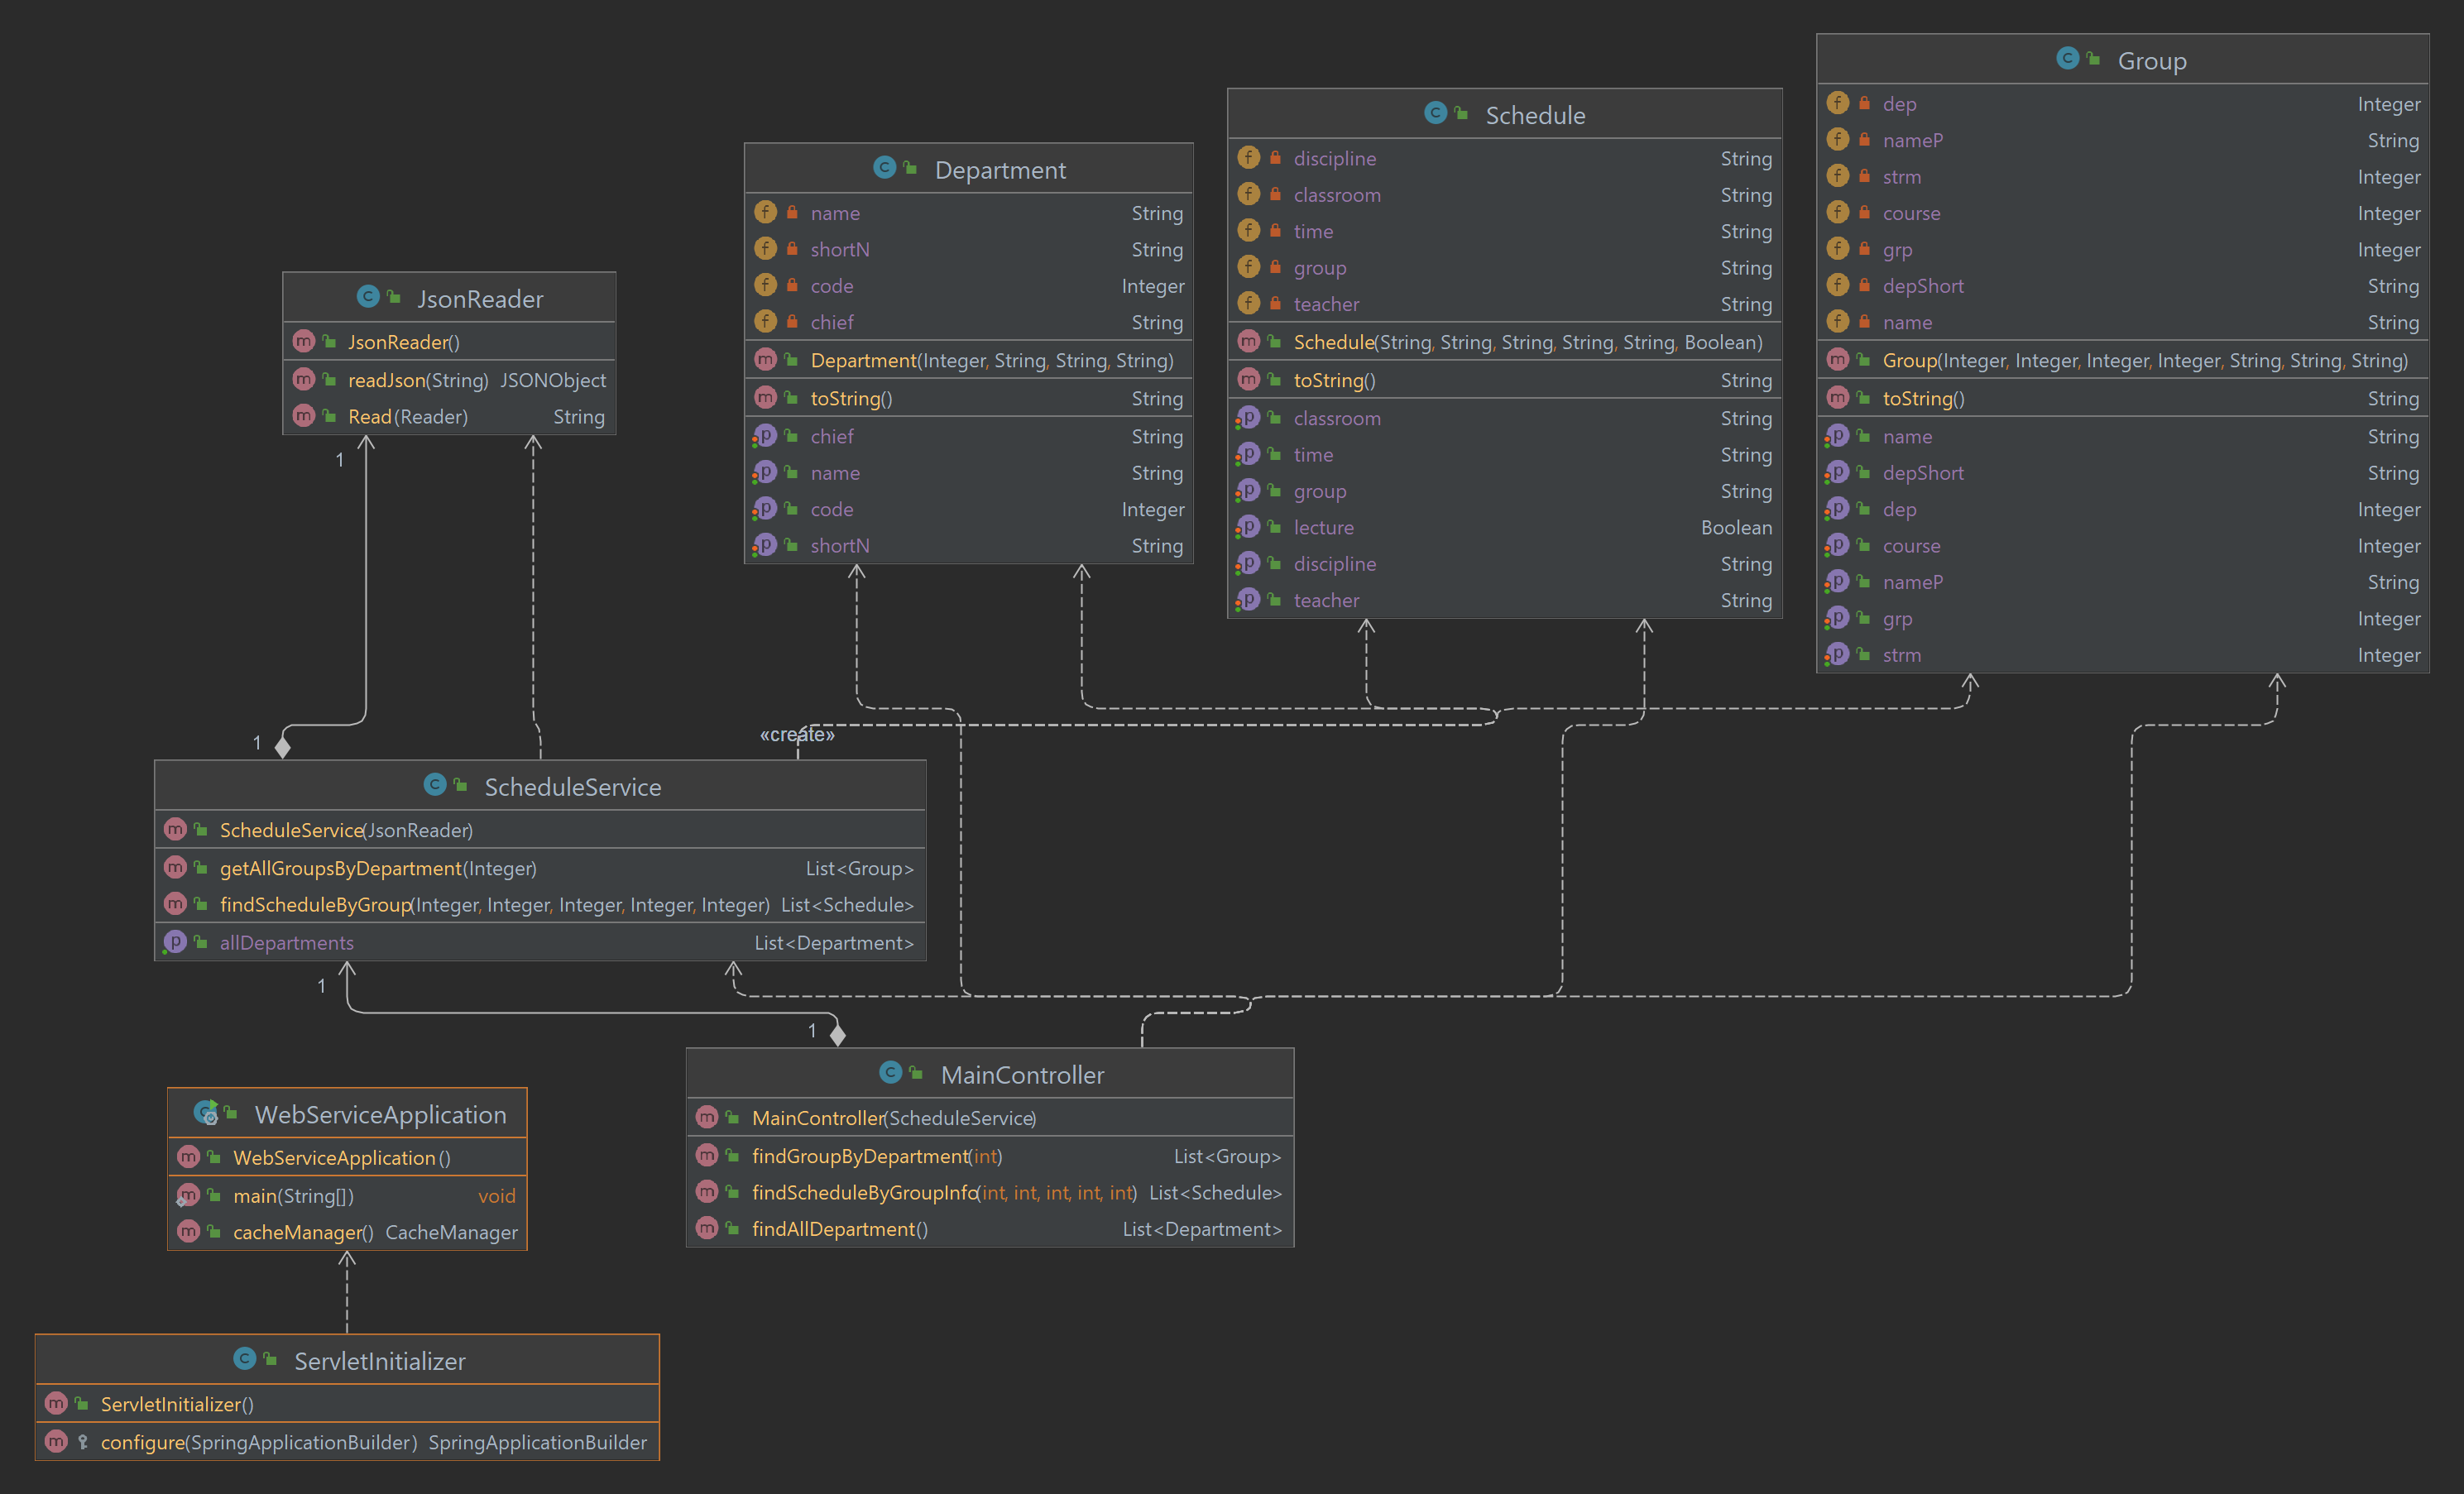 Group
dep Integer
nameP String
strm Integer
course Integer
grp Integer
depShort String
name String
Group(Integer, Integer, Integer, Integer, String, String, String)
toString() String
name String
depShort String
dep Integer
course Integer
nameP String
grp Integer
strm Integer
Schedule
discipline String
classroom String
time String
group String
teacher String
Schedule(String, String, String, String, String, Boolean)
toString() String
classroom String
time String
group String
lecture Boolean
discipline String
teacher String
Department
name String
shortN String
code Integer
chief String
Department(Integer, String, String, String)
toString() String
chief String
name String
code Integer
shortN String
JsonReader
JsonReader()
readJson(String) JSONObject
Read(Reader) String
1
1
«create»
ScheduleService
ScheduleService(JsonReader)
getAllGroupsByDepartment(Integer) List<Group>
findScheduleByGroup(Integer, Integer, Integer, Integer, Integer) List<Schedule>
allDepartments List<Department>
1
1
MainController
MainController(ScheduleService)
findGroupByDepartment(int) List<Group>
findScheduleByGroupInfo(int, int, int, int, int) List<Schedule>
findAllDepartment() List<Department>
WebServiceApplication
WebServiceApplication()
main(String[]) void
cacheManager() CacheManager
ServletInitializer
ServletInitializer()
configure(SpringApplicationBuilder) SpringApplicationBuilder